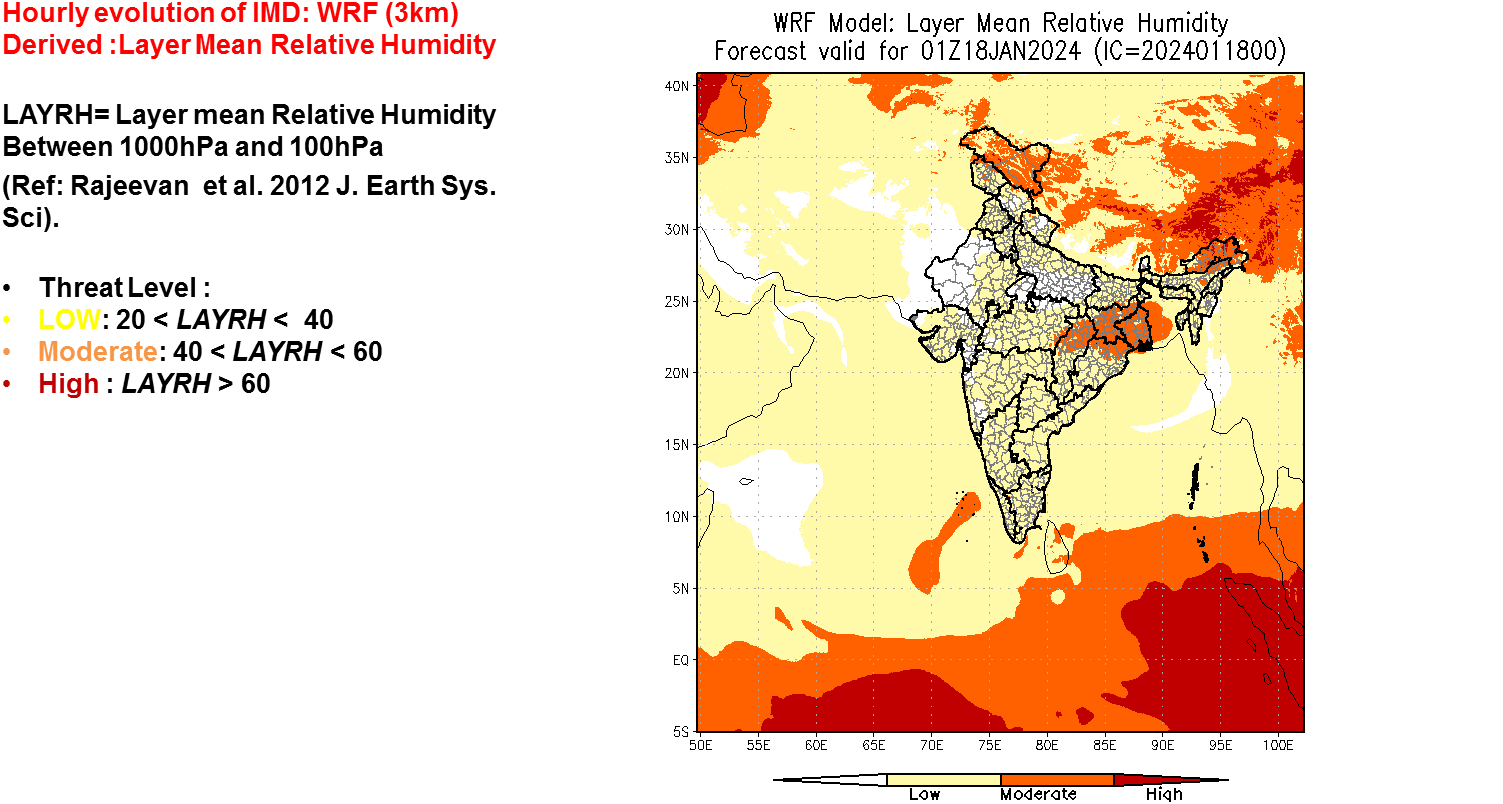 Hourly evolution of IMD: WRF (3km)
Derived :Layer Mean Relative Humidity
LAYRH= Layer mean Relative Humidity
Between 1000hPa and 100hPa
(Ref: Rajeevan et al. 2012 J. Earth Sys.
Sci).
• Threat Level :
• LOW: 20 < LAYRH < 40
• Moderate: 40 < LAYRH < 60
• High : LAYRH > 60
WRF Model: Layer Mean Relative Humidity
Forecast valid for 01Z18JAN2024 (IC=2024011800)
40N
35N
30N
25N
20N
15N
10N
5N
EQ
5S
50E 55E 60E 65E 70E 75E 80E 85E 90E 95E 100E
Low Moderate High